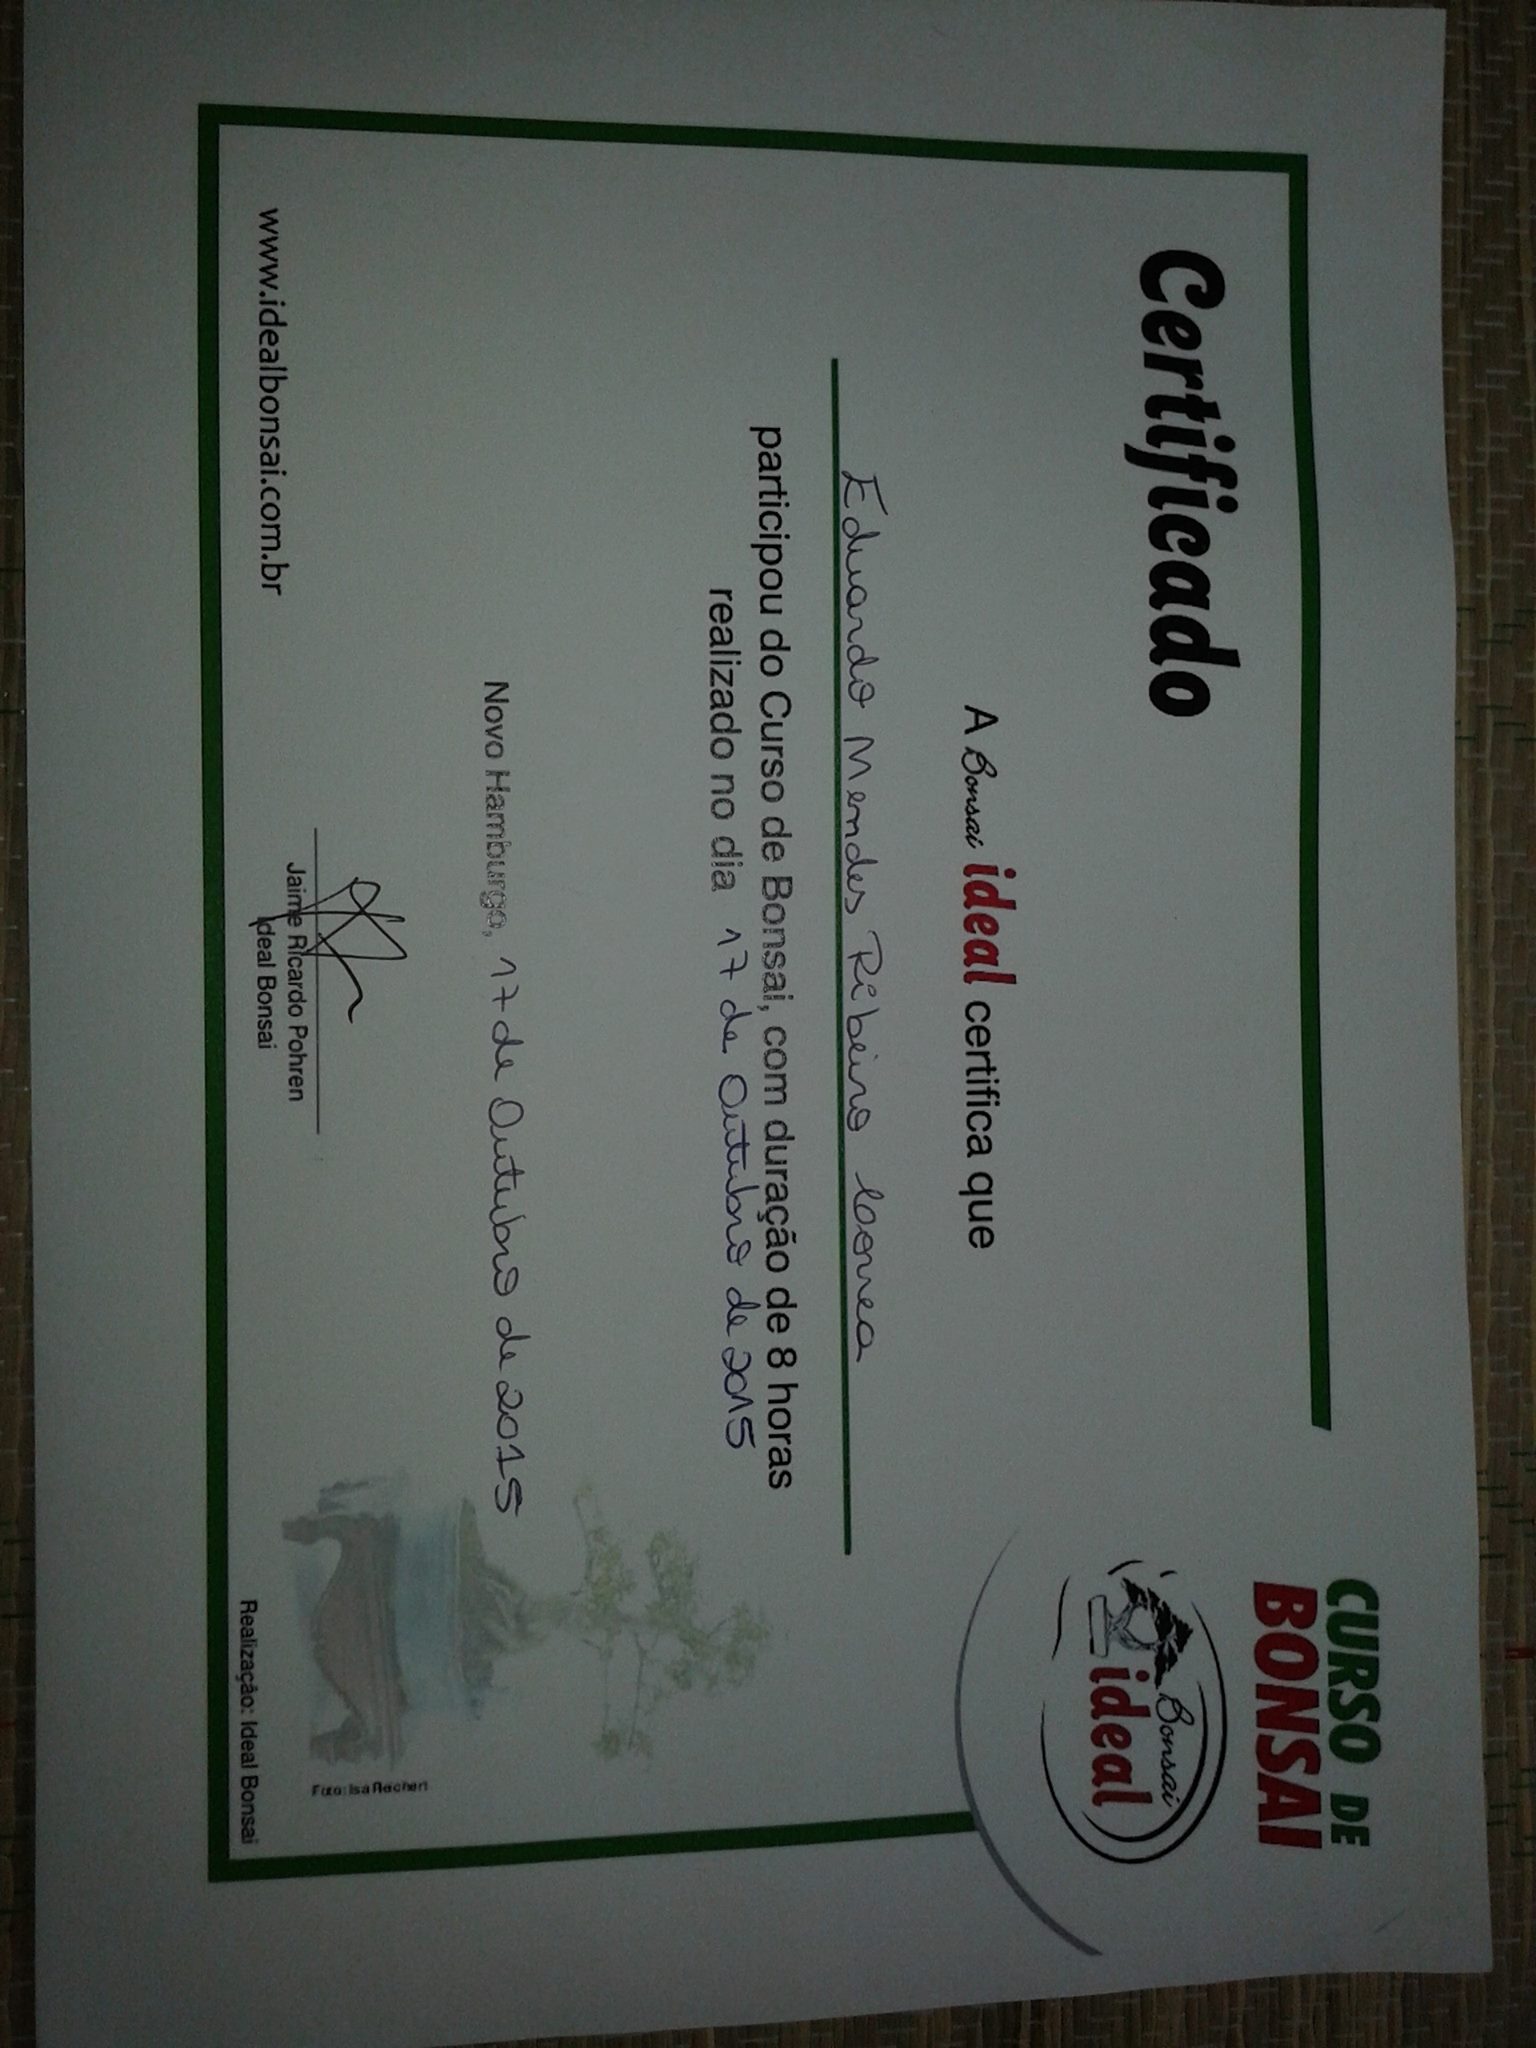 CURSO DE
BONSAI
Certificado
Bonsai
ideal
A Bonsai ideal certifica que
Eduardo Mendes Ribeiro
participou do Curso de Bonsai, com duração de 8 horas
realizado no dia 17 de Outubro de 2015
Novo Hamburgo, 17 de Outubro de 2015
Jaime Ricardo Pohren
Ideal Bonsai
www.idealbonsai.com.br
Foto: Isa Reichert
Realização: Ideal Bonsai